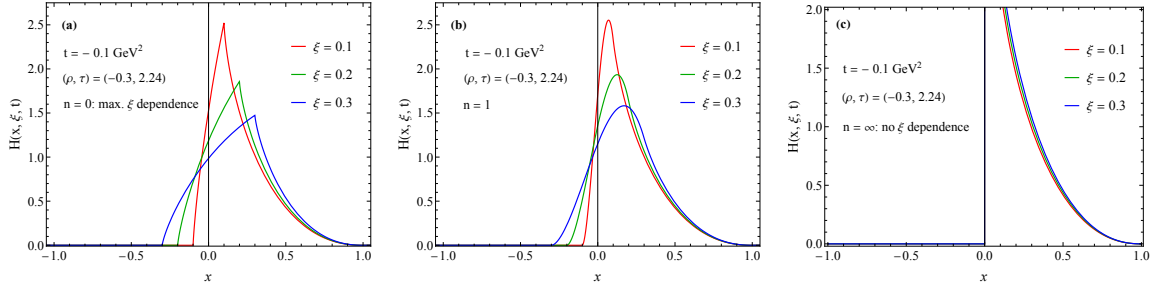 (a)
t = − 0.1 GeV²
(ρ, τ) = (−0.3, 2.24)
n = 0: max. ξ dependence
ξ = 0.1
ξ = 0.2
ξ = 0.3
H(x, ξ, t)
2.5
2.0
1.5
1.0
0.5
0.0
-1.0 -0.5 0.0 0.5 1.0
x
(b)
t = − 0.1 GeV²
(ρ, τ) = (−0.3, 2.24)
n = 1
ξ = 0.1
ξ = 0.2
ξ = 0.3
H(x, ξ, t)
2.5
2.0
1.5
1.0
0.5
0.0
-1.0 -0.5 0.0 0.5 1.0
x
(c)
t = − 0.1 GeV²
(ρ, τ) = (−0.3, 2.24)
n = ∞: no ξ dependence
ξ = 0.1
ξ = 0.2
ξ = 0.3
H(x, ξ, t)
2.0
1.5
1.0
0.5
0.0
-1.0 -0.5 0.0 0.5 1.0
x